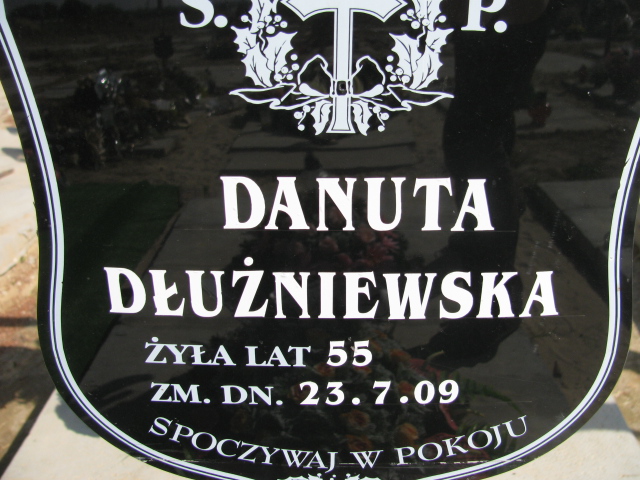 Ś. P.
DANUTA
DŁUŻNIEWSKA
ŻYŁA LAT 55
ZM. DN. 23.7.09
SPOCZYWAJ W POKOJU